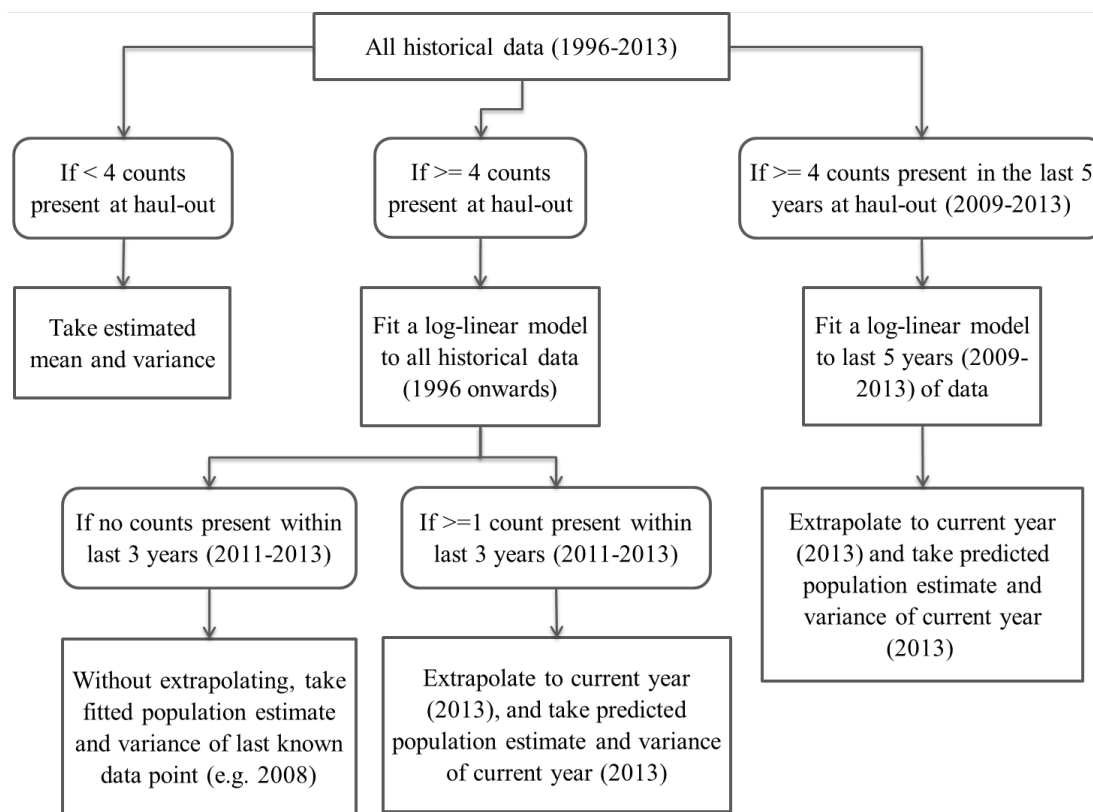 All historical data (1996-2013)
If < 4 counts
present at haul-out
If >= 4 counts
present at haul-out
If >= 4 counts present in the last 5
years at haul-out (2009-2013)
Take estimated
mean and variance
Fit a log-linear model
to all historical data
(1996 onwards)
Fit a log-linear model
to last 5 years (2009-
2013) of data
If no counts present within
last 3 years (2011-2013)
If >=1 count present within
last 3 years (2011-2013)
Extrapolate to current year
(2013) and take predicted
population estimate and
variance of current year
(2013)
Without extrapolating, take
fitted population estimate
and variance of last known
data point (e.g. 2008)
Extrapolate to current year
(2013), and take predicted
population estimate and variance
of current year (2013)